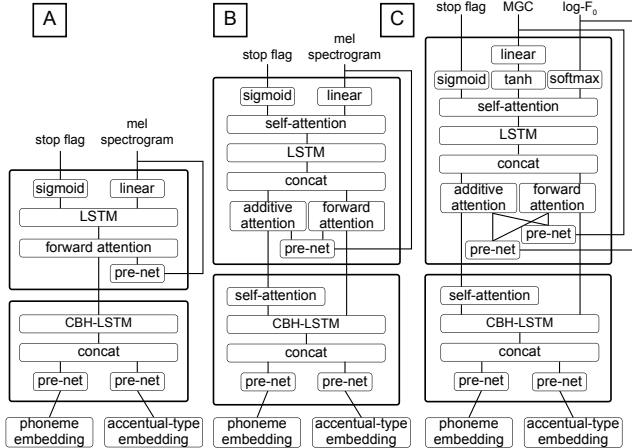 A
stop flag
mel
spectrogram
sigmoid
linear
LSTM
forward attention
pre-net
CBH-LSTM
concat
pre-net
pre-net
phoneme
embedding
accentual-type
embedding
B
stop flag
mel
spectrogram
sigmoid
linear
self-attention
LSTM
concat
additive
attention
forward
attention
pre-net
self-attention
CBH-LSTM
concat
pre-net
pre-net
phoneme
embedding
accentual-type
embedding
C
stop flag
MGC
log-F₀
linear
sigmoid
tanh
softmax
self-attention
LSTM
concat
additive
attention
forward
attention
pre-net
pre-net
self-attention
CBH-LSTM
concat
pre-net
pre-net
phoneme
embedding
accentual-type
embedding